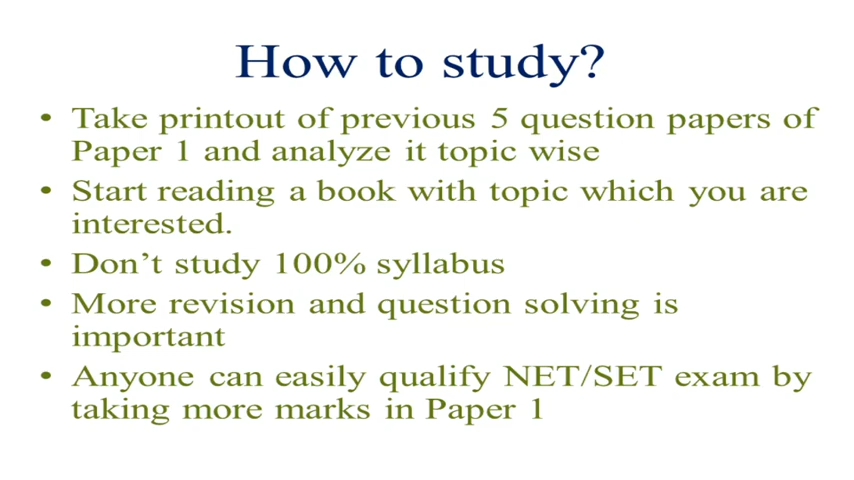 How to study?
• Take printout of previous 5 question papers of
Paper 1 and analyze it topic wise
• Start reading a book with topic which you are
interested.
• Don’t study 100% syllabus
• More revision and question solving is
important
• Anyone can easily qualify NET/SET exam by
taking more marks in Paper 1